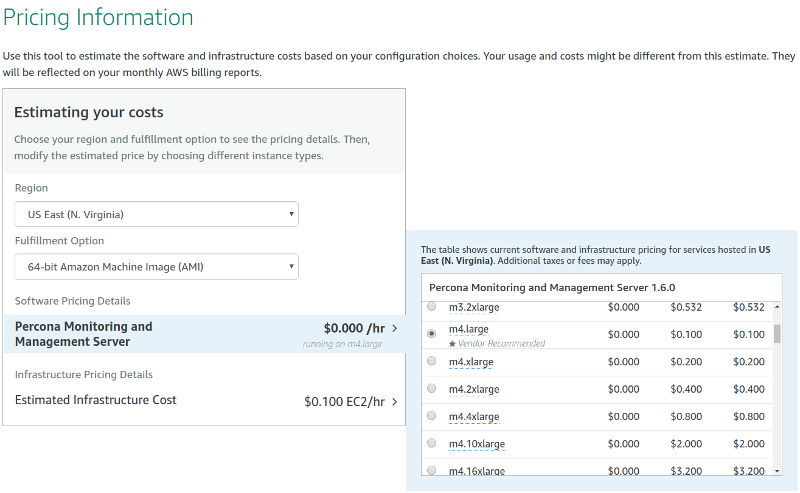 Pricing Information
Use this tool to estimate the software and infrastructure costs based on your configuration choices. Your usage and costs might be different from this estimate. They
will be reflected on your monthly AWS billing reports.
Estimating your costs
Choose your region and fulfillment option to see the pricing details. Then,
modify the estimated price by choosing different instance types.
Region
US East (N. Virginia)
Fulfillment Option
64-bit Amazon Machine Image (AMI)
Software Pricing Details
Percona Monitoring and
Management Server
$0.000 /hr >
running on m4.large
Infrastructure Pricing Details
Estimated Infrastructure Cost $0.100 EC2/hr >
The table shows current software and infrastructure pricing for services hosted in US
East (N. Virginia). Additional taxes or fees may apply.
Percona Monitoring and Management Server 1.6.0
m3.2xlarge $0.000 $0.532 $0.532
m4.large $0.000 $0.100 $0.100
★ Vendor Recommended
m4.xlarge $0.000 $0.200 $0.200
m4.2xlarge $0.000 $0.400 $0.400
m4.4xlarge $0.000 $0.800 $0.800
m4.10xlarge $0.000 $2.000 $2.000
m4.16xlarge $0.000 $3.200 $3.200